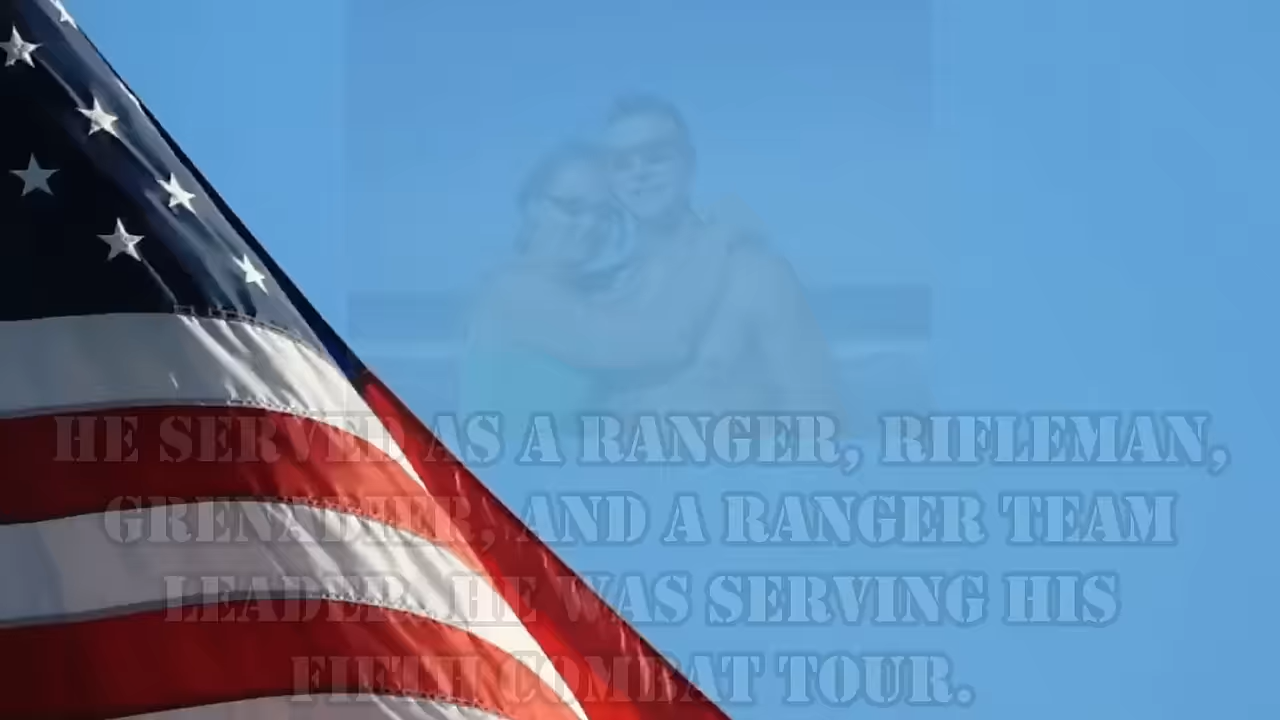 HE SERVED AS A RANGER, RIFLEMAN,
GRENADIER, AND A RANGER TEAM
LEADER. HE WAS SERVING HIS
FIFTH COMBAT TOUR.